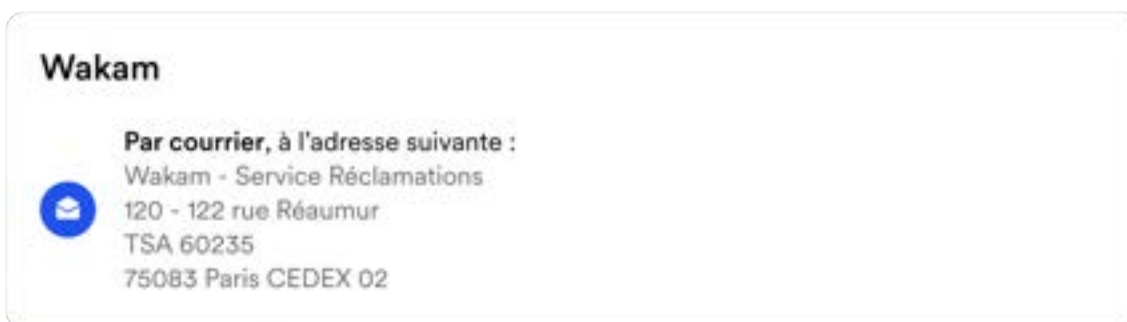 Wakam
Par courrier, à l'adresse suivante :
Wakam - Service Réclamations
120 - 122 rue Réaumur
TSA 60235
75083 Paris CEDEX 02